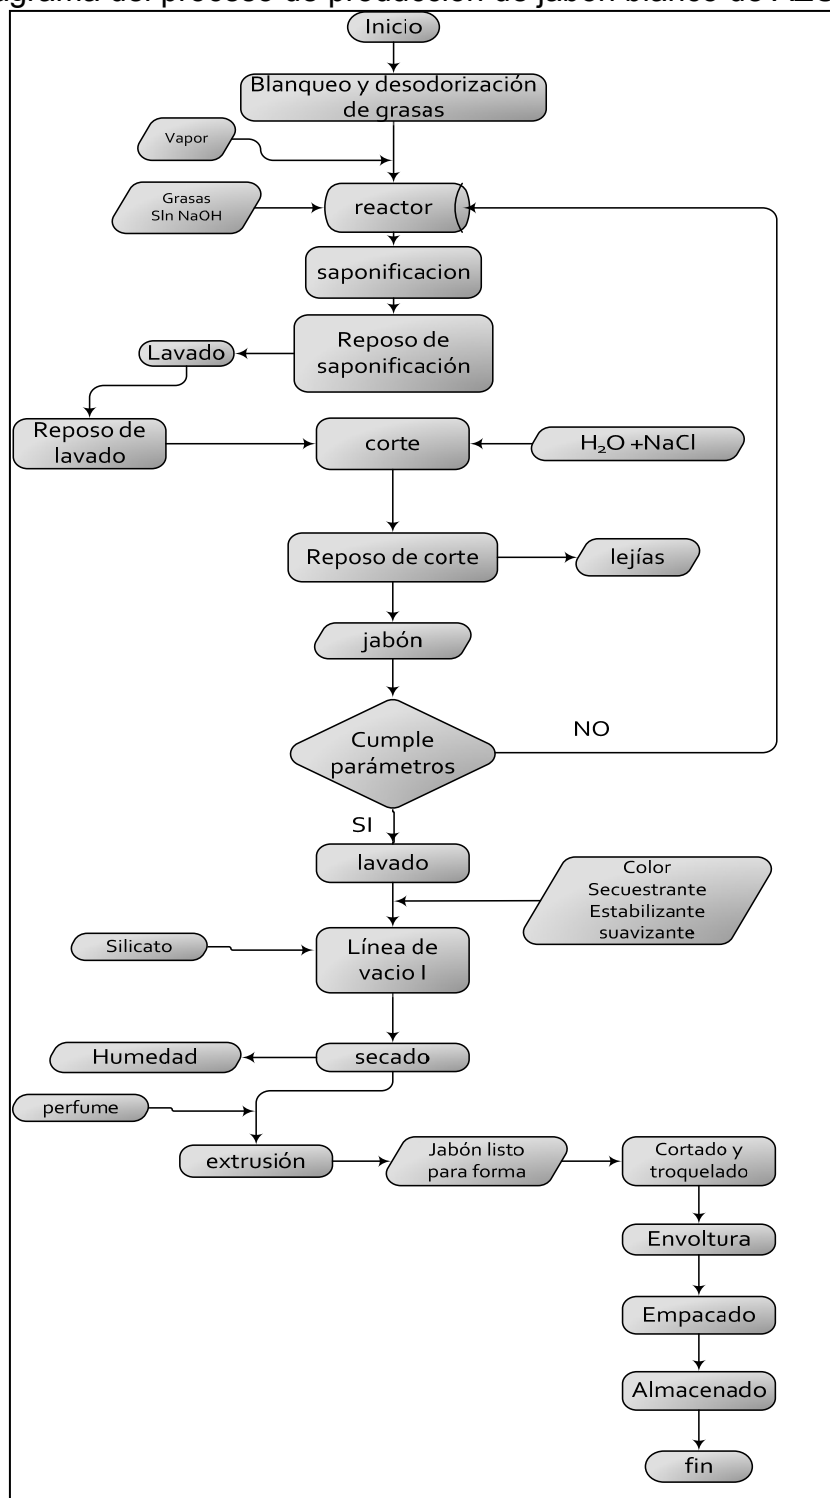 Inicio
Blanqueo y desodorización
de grasas
Vapor
Grasas
Sln NaOH
reactor
saponificacion
Reposo de
saponificación
Lavado
Reposo de
lavado
corte
H₂O +NaCl
Reposo de corte
lejías
jabón
Cumple
parámetros
NO
SI
lavado
Color
Secuestrante
Estabilizante
suavizante
Silicato
Línea de
vacio I
Humedad
secado
perfume
extrusión
Jabón listo
para forma
Cortado y
troquelado
Envoltura
Empacado
Almacenado
fin